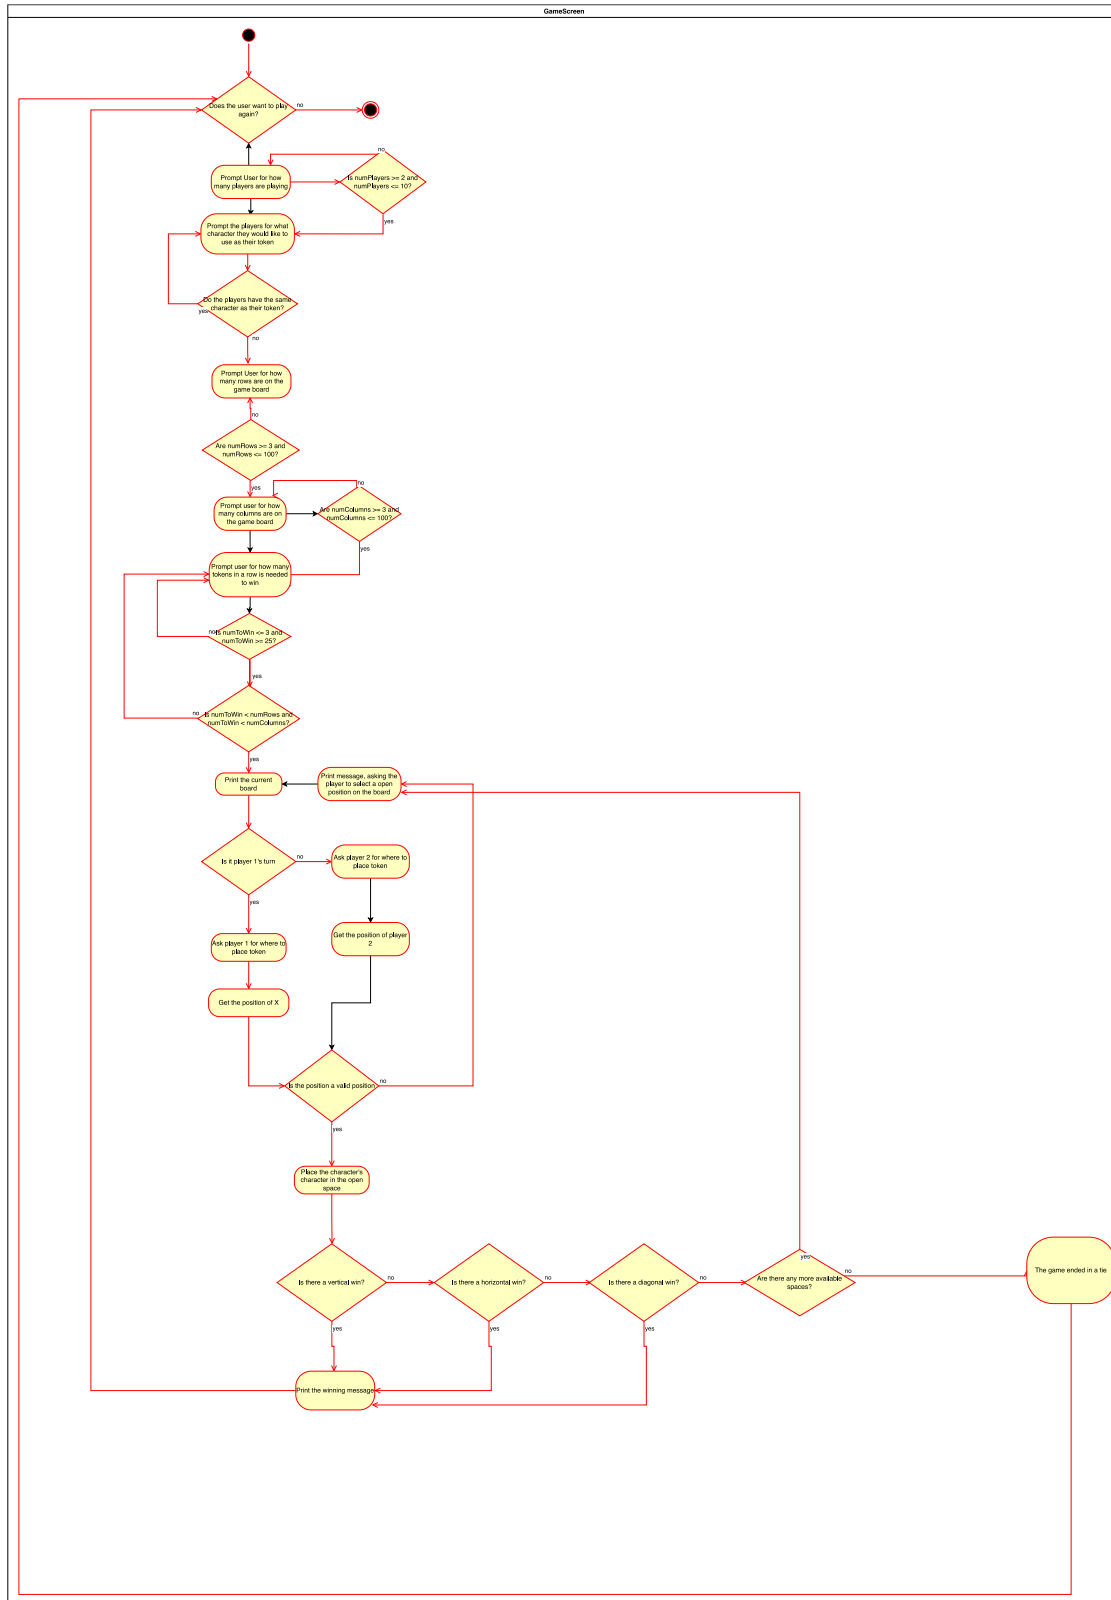 GameScreen
Does the user want to play
again?
no
no
Prompt User for how
many players are playing
Is numPlayers >= 2 and
numPlayers <= 10?
yes
Prompt the players for what
character they would like to
use as their token
Do the players have the same
character as their token?
yes
no
Prompt User for how
many rows are on the
game board
no
Are numRows >= 3 and
numRows <= 100?
yes
no
Prompt user for how
many columns are on
the game board
Are numColumns >= 3 and
numColumns <= 100?
yes
Prompt user for how many
tokens in a row is needed
to win
no
Is numToWin <= 3 and
numToWin >= 25?
yes
no
Is numToWin < numRows and
numToWin < numColumns?
yes
Print the current
board
Print message, asking the
player to select a open
position on the board
Is it player 1's turn
no
Ask player 2 for where to
place token
yes
Ask player 1 for where to
place token
Get the position of player
2
Get the position of X
Is the position a valid position
no
yes
Place the character's
character in the open
space
Is there a vertical win?
no
Is there a horizontal win?
no
Is there a diagonal win?
no
yes
Are there any more available
spaces?
no
The game ended in a tie
yes
yes
yes
Print the winning message